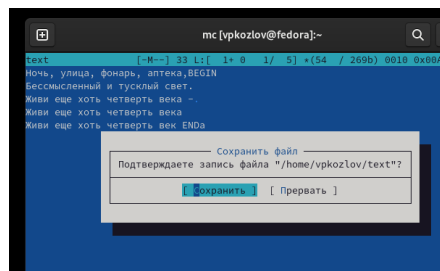 mc [vpkozlov@fedora]:~
text [-M--] 33 L:[ 1+ 0 1/ 5] *(54 / 269b) 0010 0x00A
Ночь, улица, фонарь, аптека,BEGIN
Бессмысленный и тусклый свет.
Живи еще хоть четверть века -.
Живи еще хоть четверть века
Живи еще хоть четверть век ENDа
Сохранить файл
Подтверждаете запись файла "/home/vpkozlov/text"?
[ Сохранить ] [ Прервать ]